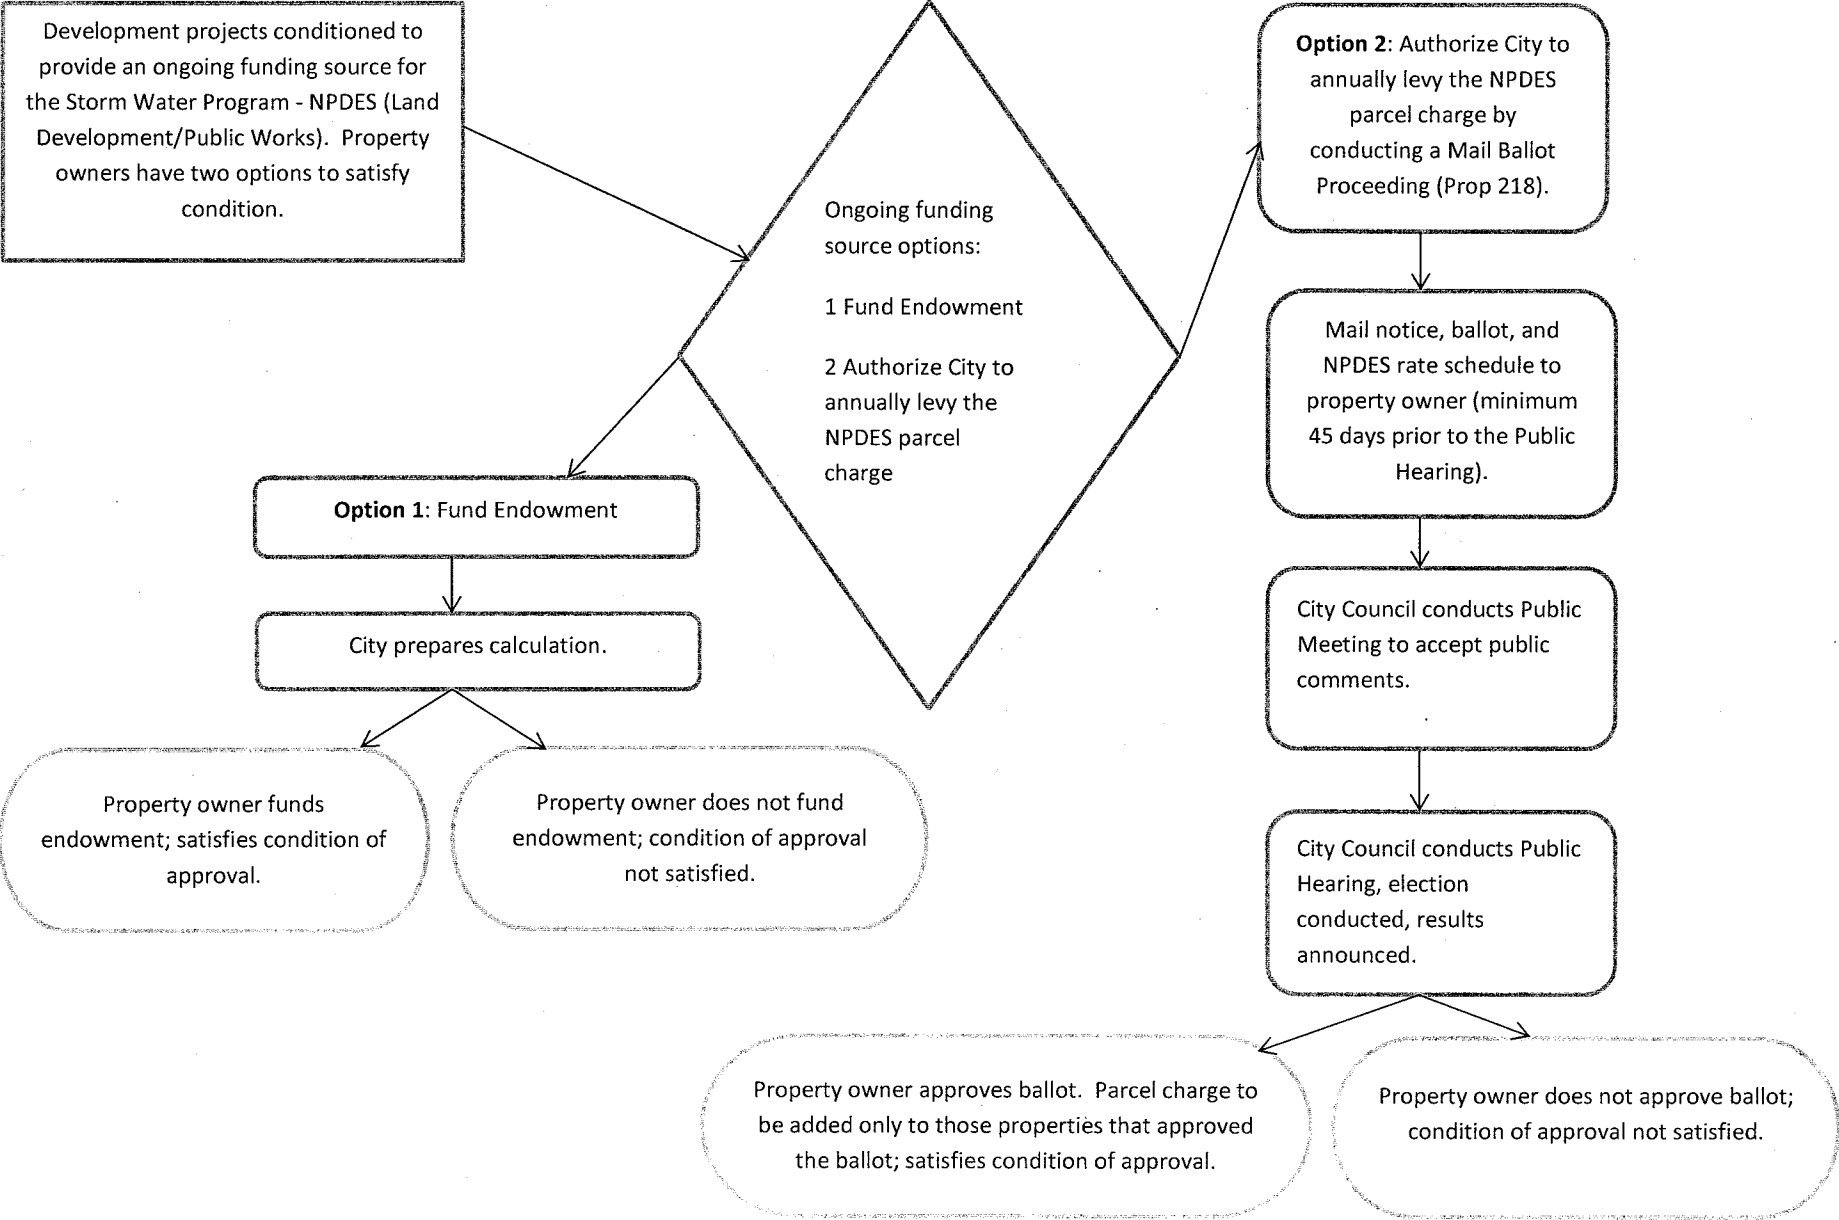 Development projects conditioned to
provide an ongoing funding source for
the Storm Water Program - NPDES (Land
Development/Public Works).  Property
owners have two options to satisfy
condition.
Ongoing funding
source options:
1 Fund Endowment
2 Authorize City to
annually levy the
NPDES parcel
charge
Option 1: Fund Endowment
City prepares calculation.
Property owner funds
endowment; satisfies condition of
approval.
Property owner does not fund
endowment; condition of approval
not satisfied.
Option 2: Authorize City to
annually levy the NPDES
parcel charge by
conducting a Mail Ballot
Proceeding (Prop 218).
Mail notice, ballot, and
NPDES rate schedule to
property owner (minimum
45 days prior to the Public
Hearing).
City Council conducts Public
Meeting to accept public
comments.
City Council conducts Public
Hearing, election
conducted, results
announced.
Property owner approves ballot.  Parcel charge to
be added only to those properties that approved
the ballot; satisfies condition of approval.
Property owner does not approve ballot;
condition of approval not satisfied.